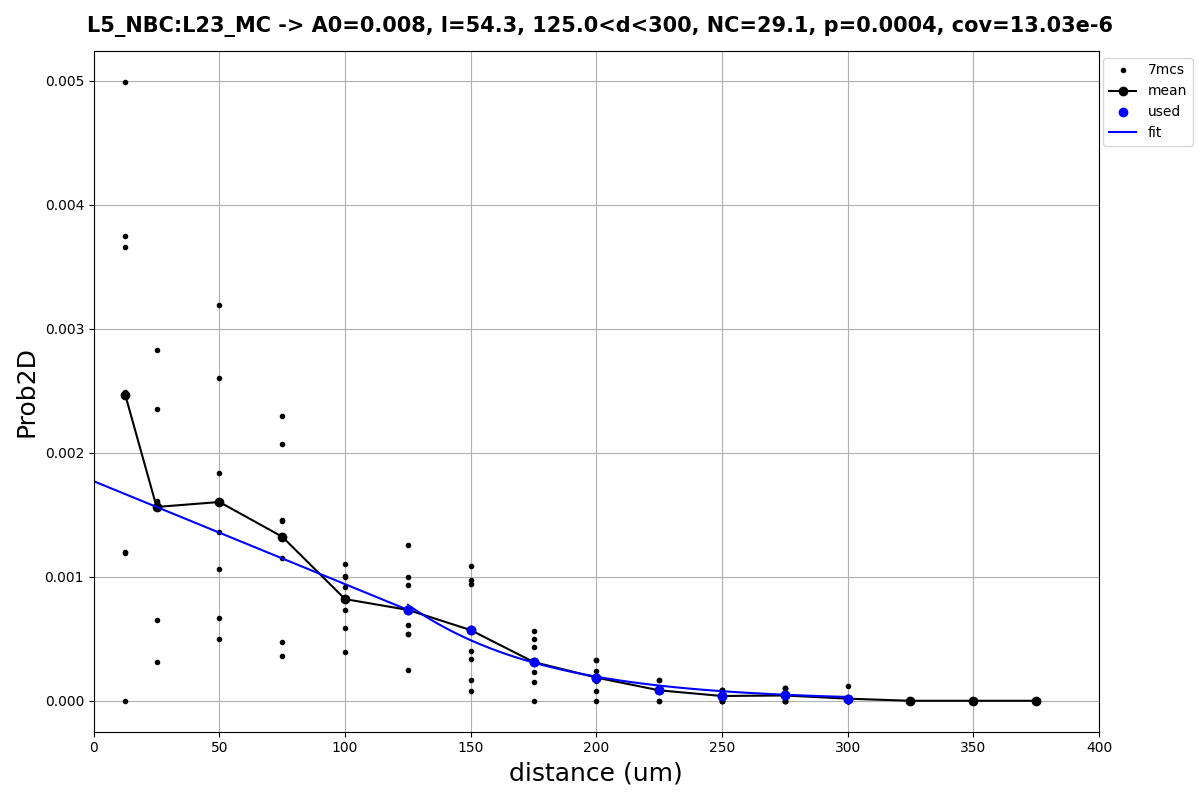 L5_NBC:L23_MC -> A0=0.008, l=54.3, 125.0<d<300, NC=29.1, p=0.0004, cov=13.03e-6
7mcs
mean
used
fit
Prob2D
0.005
0.004
0.003
0.002
0.001
0.000
0 50 100 150 200 250 300 350 400
distance (um)